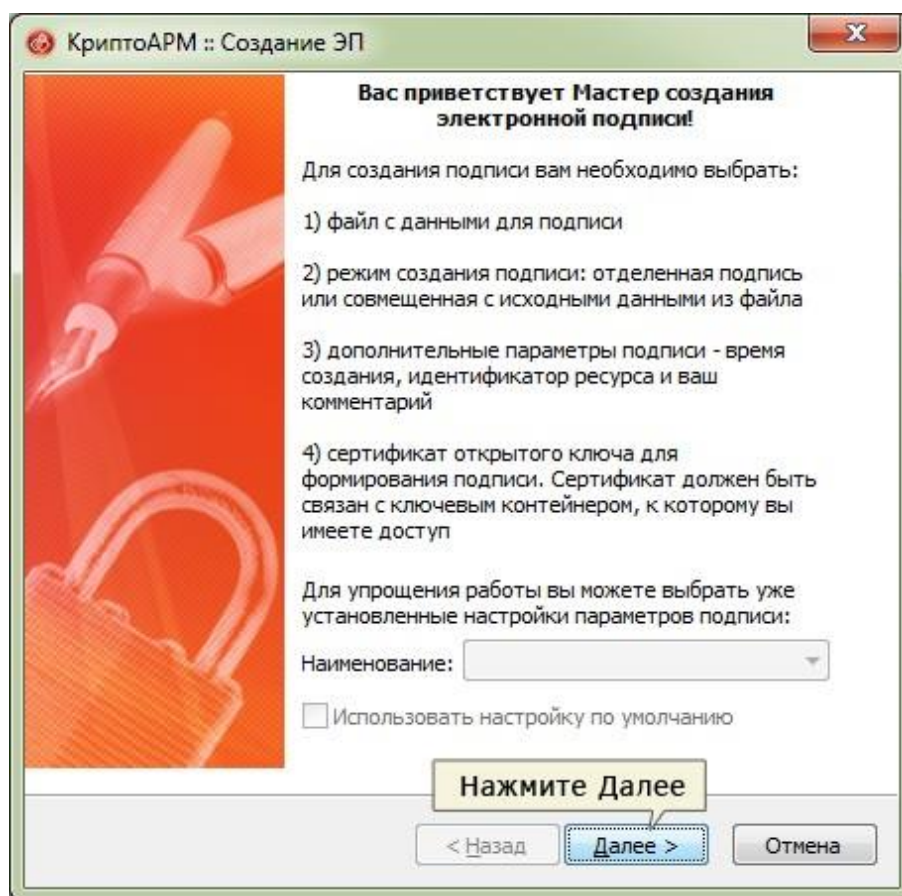 КриптоАРМ :: Создание ЭП
Вас приветствует Мастер создания
электронной подписи!
Для создания подписи вам необходимо выбрать:
1) файл с данными для подписи
2) режим создания подписи: отделенная подпись
или совмещенная с исходными данными из файла
3) дополнительные параметры подписи - время
создания, идентификатор ресурса и ваш
комментарий
4) сертификат открытого ключа для
формирования подписи. Сертификат должен быть
связан с ключевым контейнером, к которому вы
имеете доступ
Для упрощения работы вы можете выбрать уже
установленные настройки параметров подписи:
Наименование:
Использовать настройку по умолчанию
Нажмите Далее
< Назад Далее > Отмена